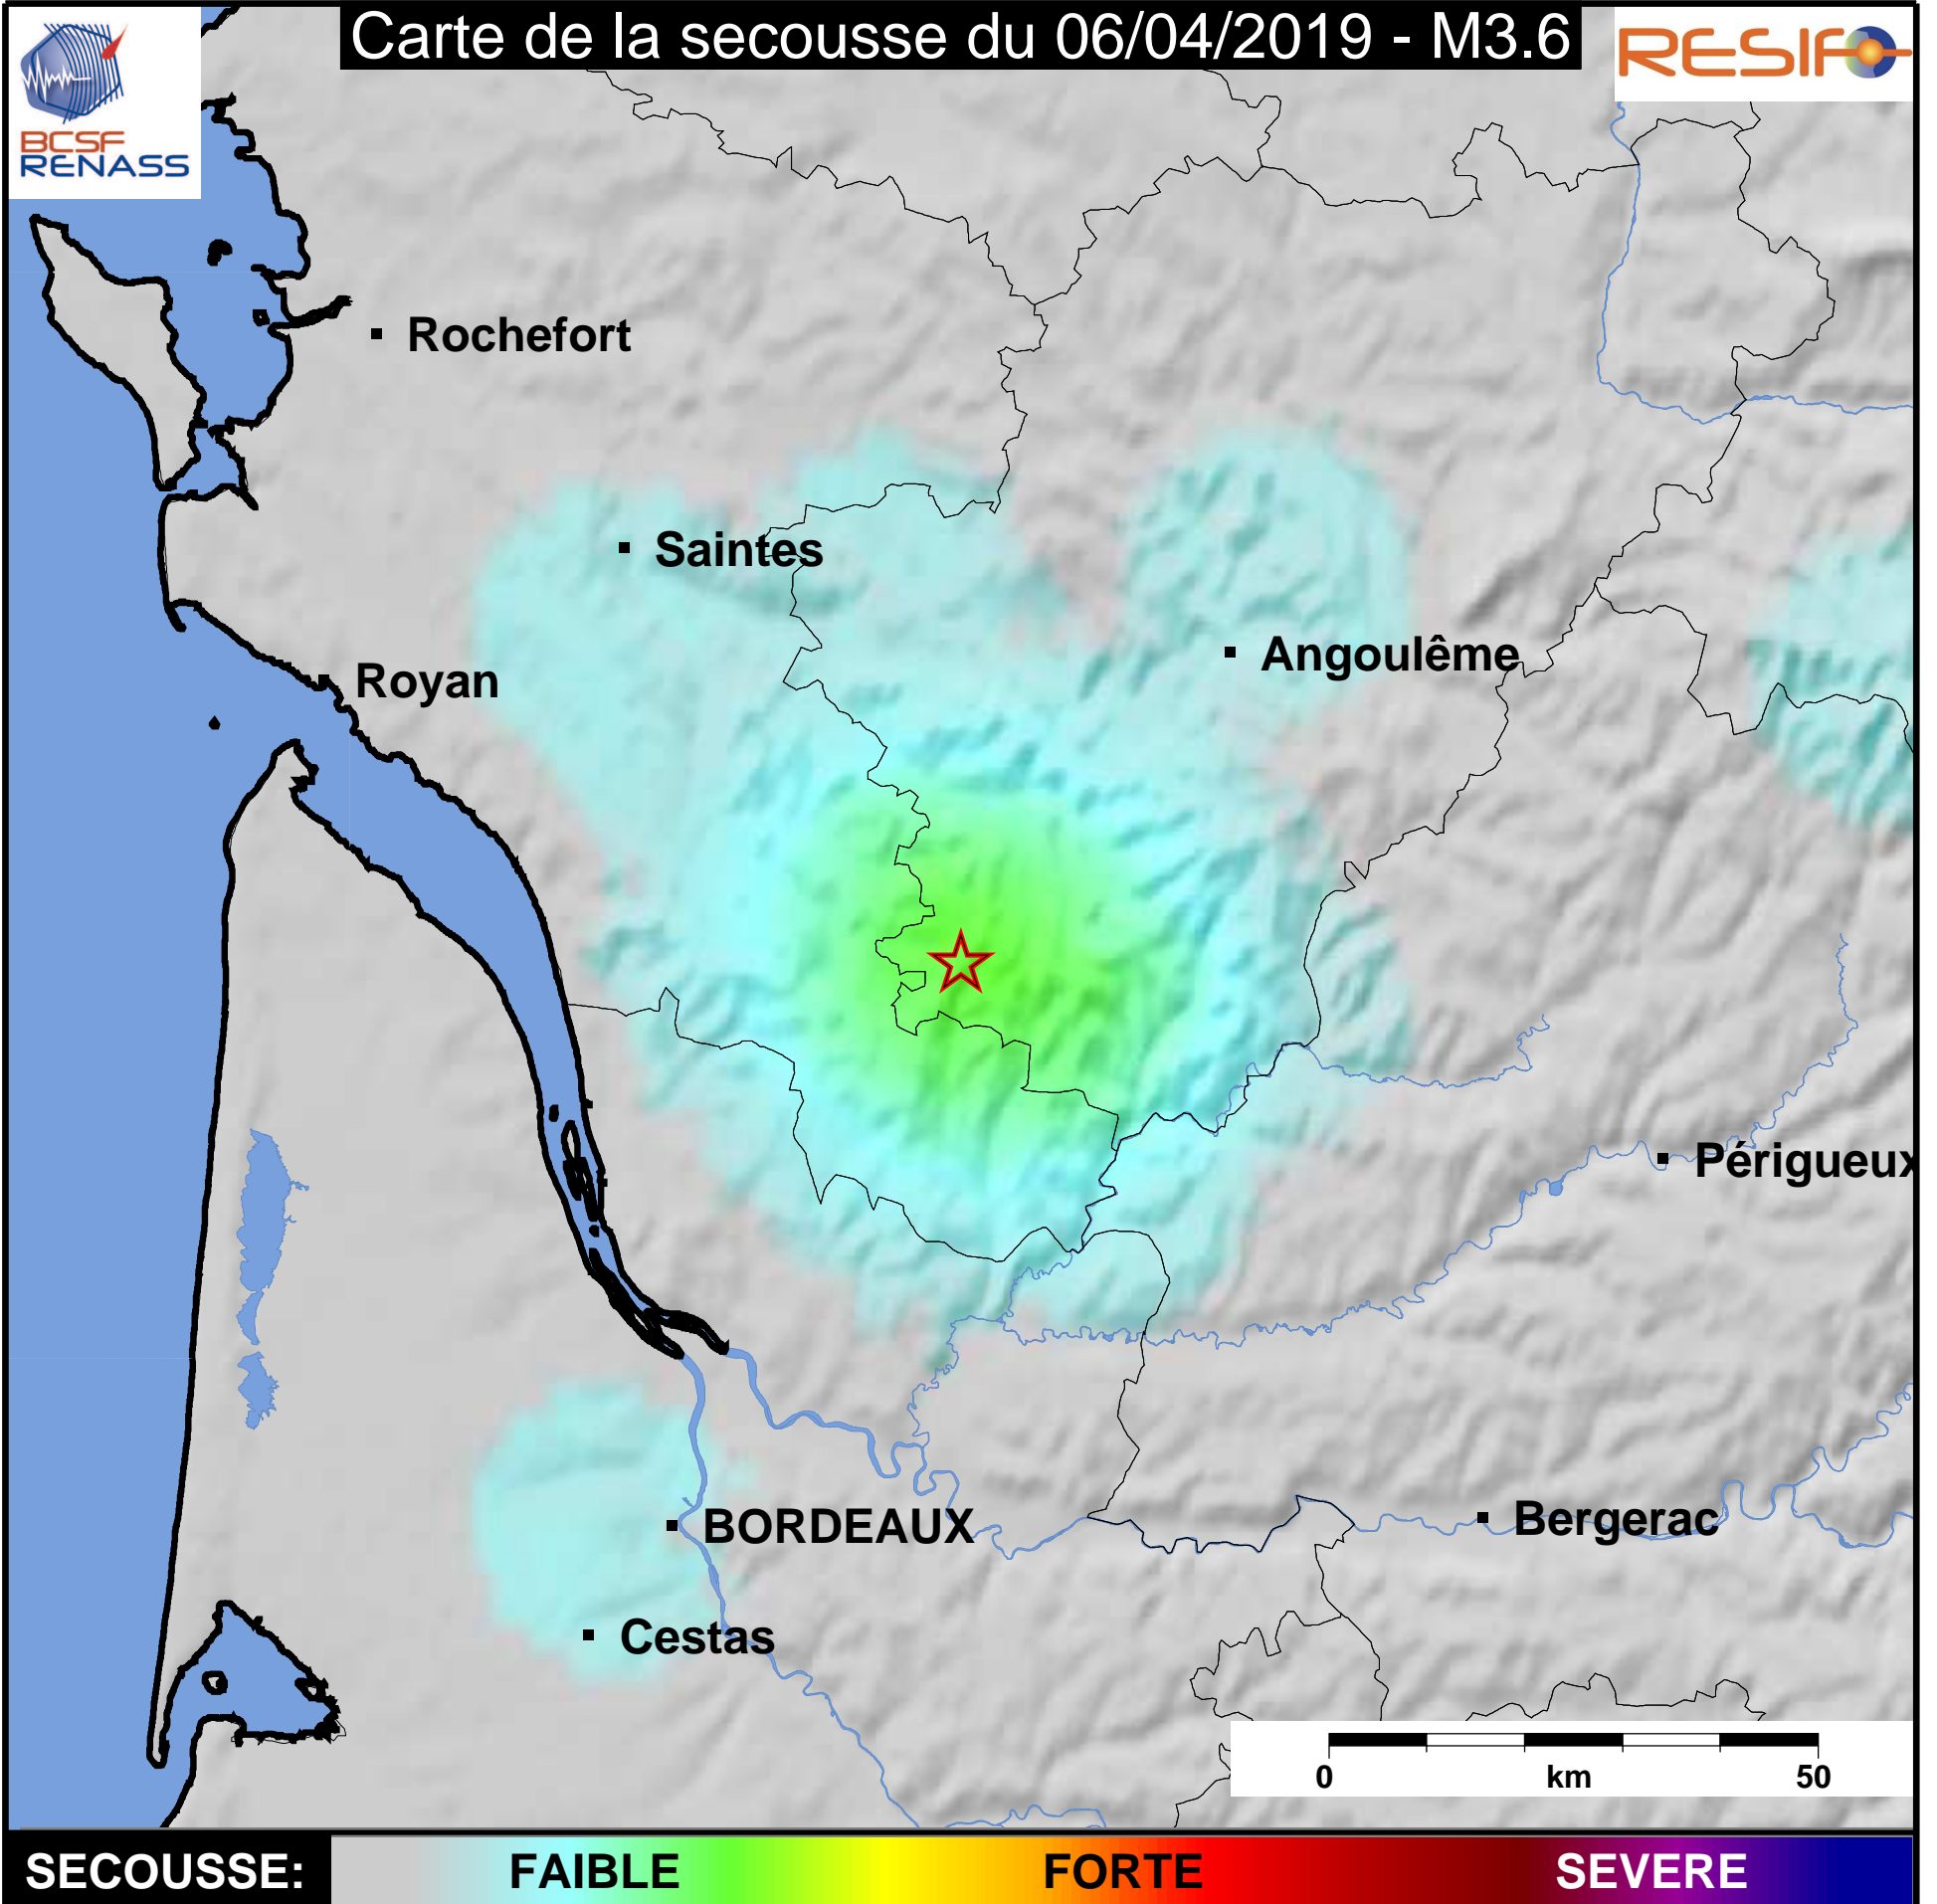 Carte de la secousse du 06/04/2019 - M3.6
RESIF
BCSF
RENASS
Rochefort
Saintes
Angoulême
Royan
Périgueux
BORDEAUX
Bergerac
Cestas
0 km 50
SECOUSSE: FAIBLE FORTE SEVERE